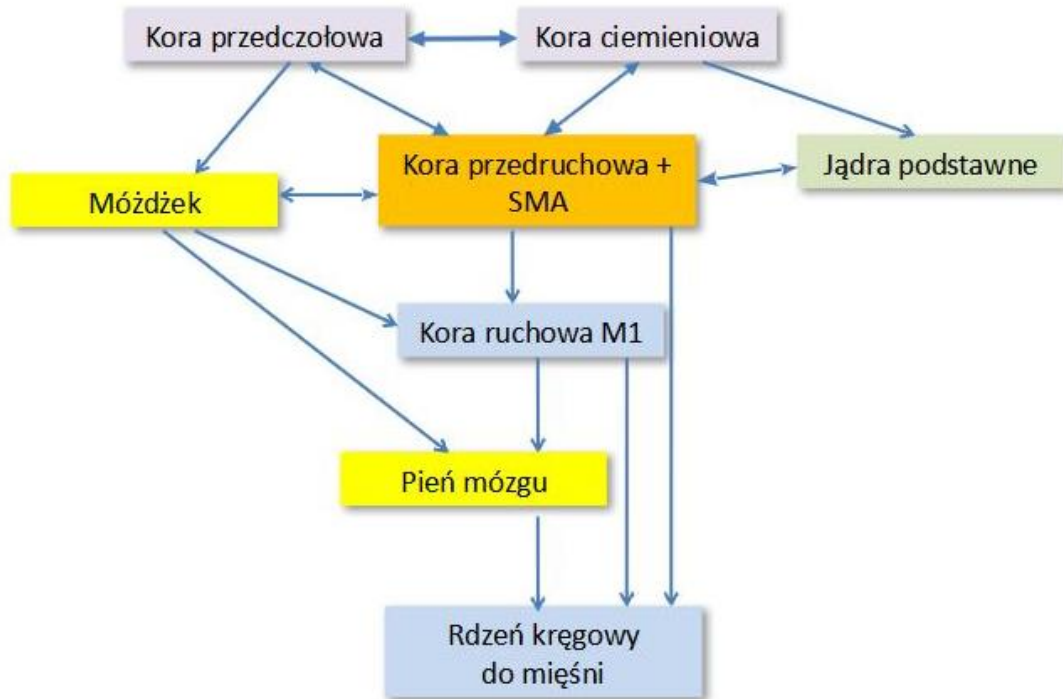 Kora przedczołowa
Kora ciemieniowa
Kora przedruchowa +
SMA
Jądra podstawne
Móżdżek
Kora ruchowa M1
Pień mózgu
Rdzeń kręgowy
do mięśni